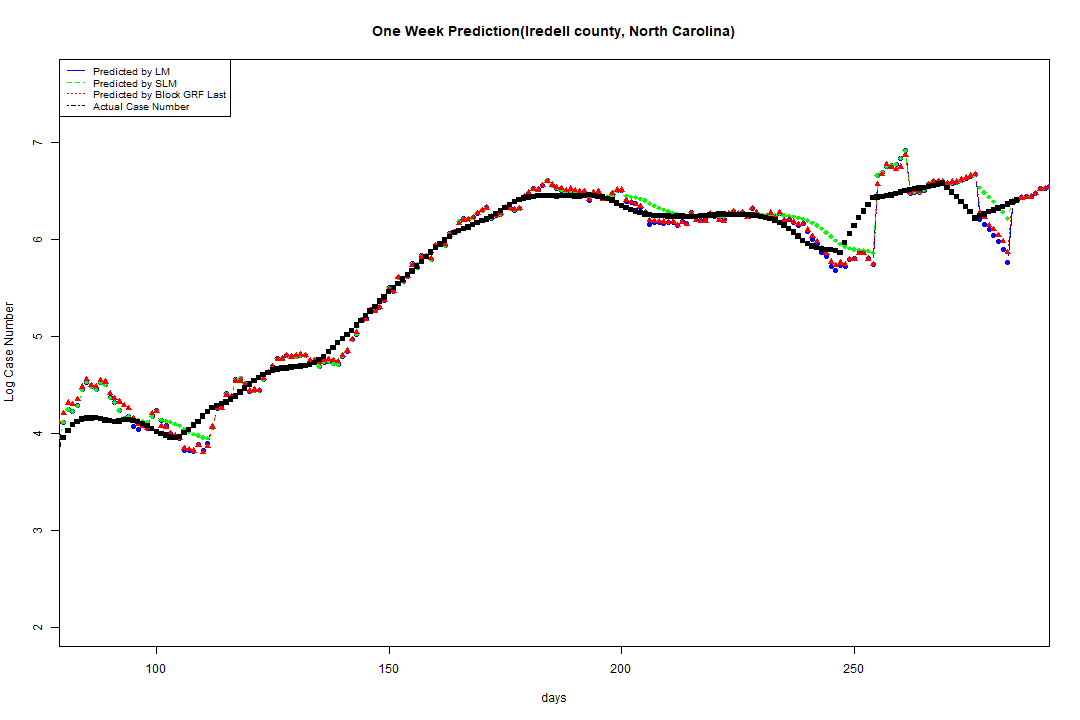 One Week Prediction(Iredell county, North Carolina)
Predicted by LM
Predicted by SLM
Predicted by Block GRF Last
Actual Case Number
7
6
5
4
3
2
Log Case Number
100 150 200 250
days